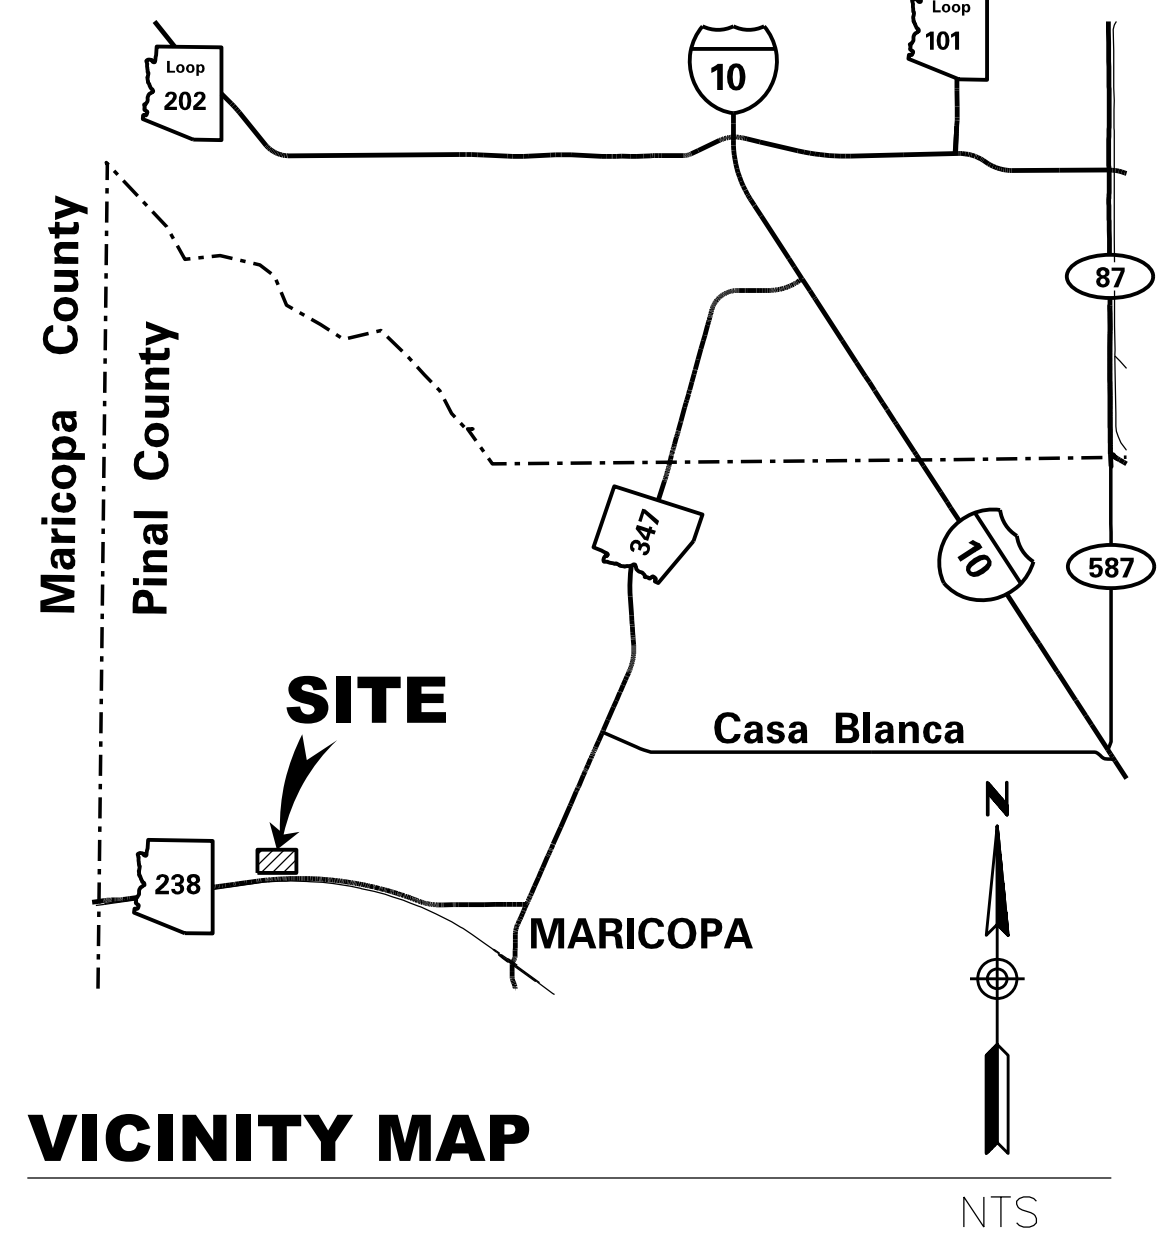 Loop
101
Loop
202
10
Maricopa County
Pinal County
87
347
10
587
SITE
Casa Blanca
N
238
MARICOPA
VICINITY MAP
NTS